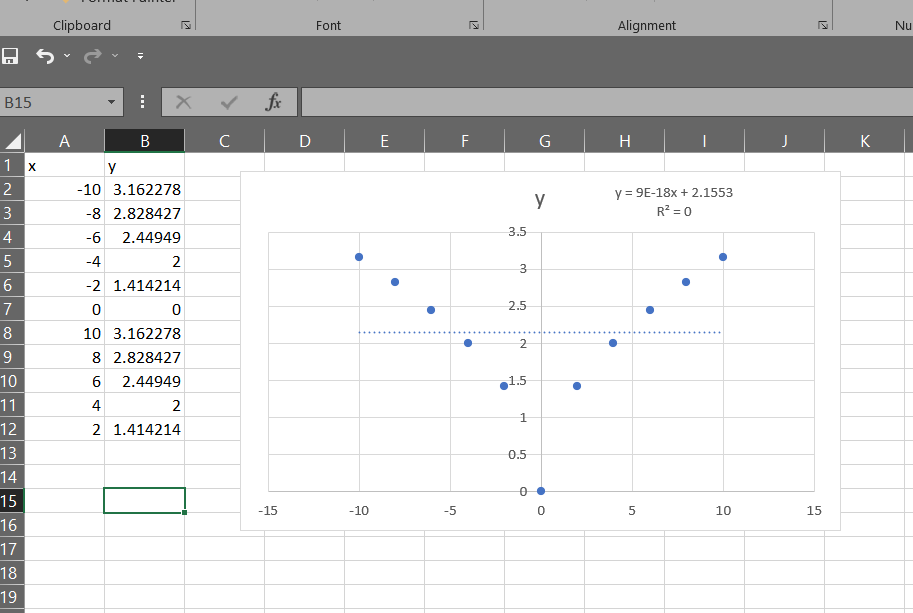 Format Painter
Clipboard Font Alignment Nu
B15 fx
A B C D E F G H I J K
1 x y
2 -10 3.162278
3 -8 2.828427
4 -6 2.44949
5 -4 2
6 -2 1.414214
7 0 0
8 10 3.162278
9 8 2.828427
10 6 2.44949
11 4 2
12 2 1.414214
13
14
15
16
17
18
19
y
y = 9E-18x + 2.1553
R² = 0
3.5
3
2.5
2
1.5
1
0.5
0
-15 -10 -5 0 5 10 15